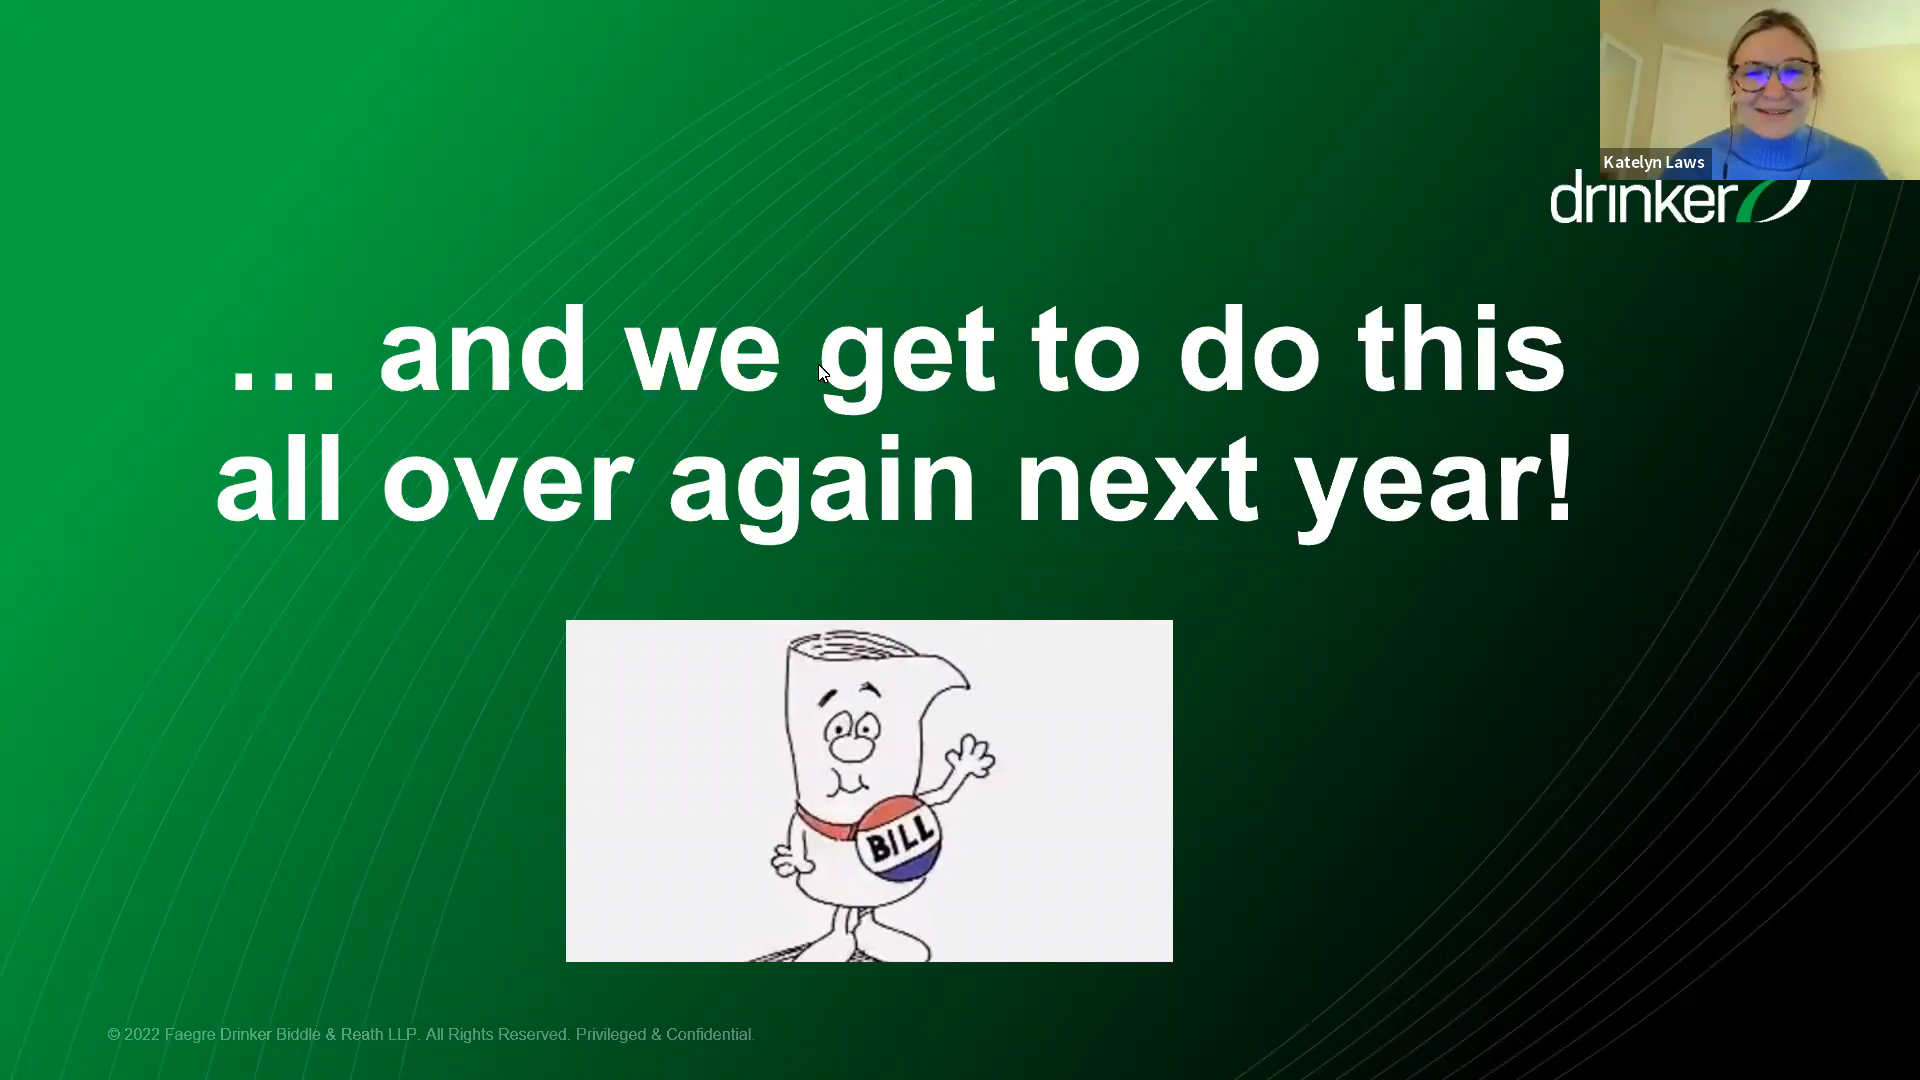 Katelyn Laws
drinker
… and we get to do this
all over again next year!
BILL
© 2022 Faegre Drinker Biddle & Reath LLP. All Rights Reserved. Privileged & Confidential.